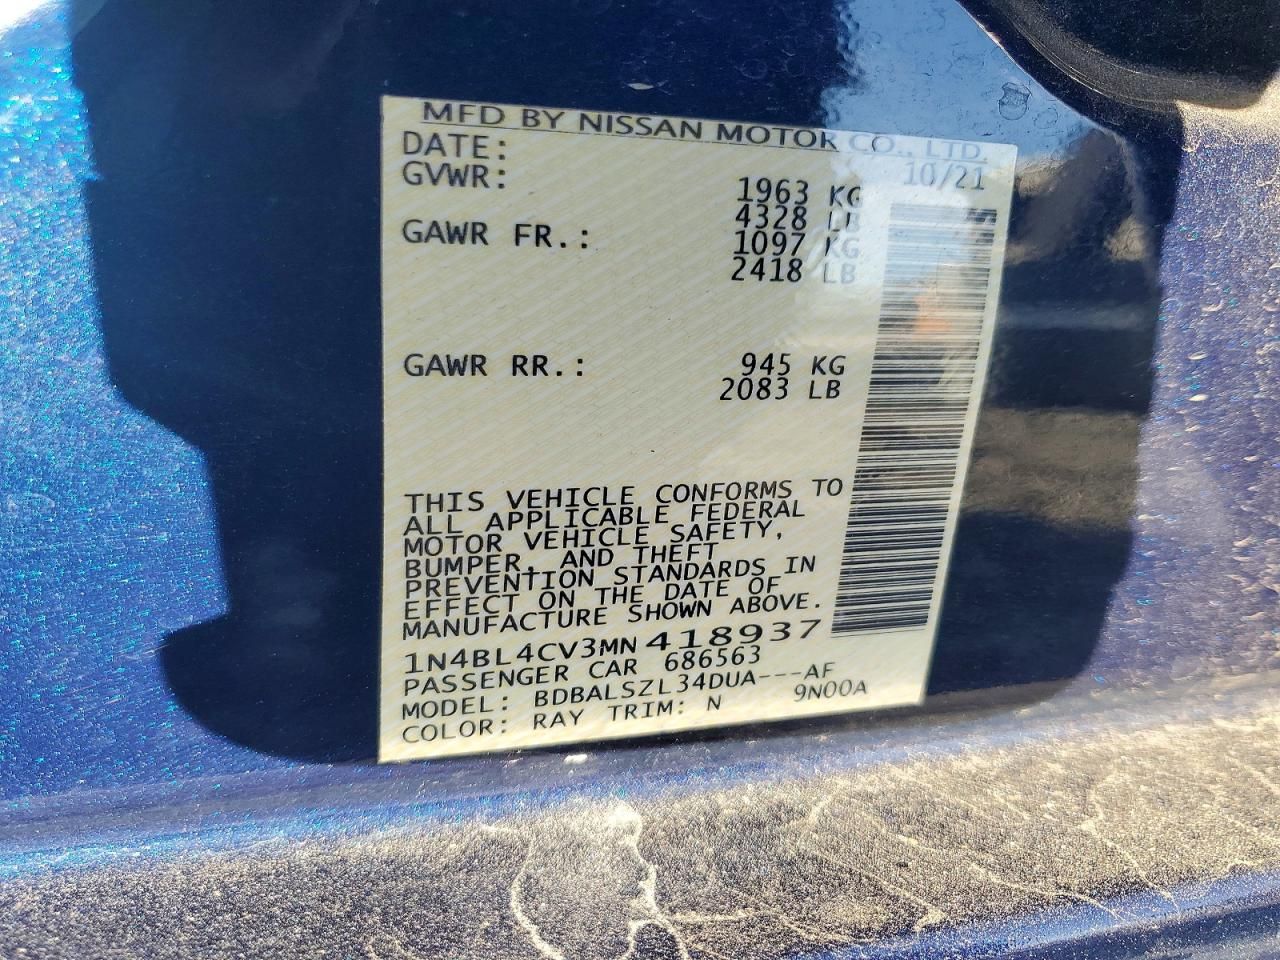 MFD BY NISSAN MOTOR CO., LTD.
DATE: 10/21
GVWR: 1963 KG
4328 LB
GAWR FR.: 1097 KG
2418 LB
GAWR RR.: 945 KG
2083 LB
THIS VEHICLE CONFORMS TO
ALL APPLICABLE FEDERAL
MOTOR VEHICLE SAFETY,
BUMPER, AND THEFT
PREVENTION STANDARDS IN
EFFECT ON THE DATE OF
MANUFACTURE SHOWN ABOVE.
1N4BL4CV3MN418937
PASSENGER CAR 686563
MODEL: BDBALSZL34DUA---AF
COLOR: RAY TRIM: N 9N00A